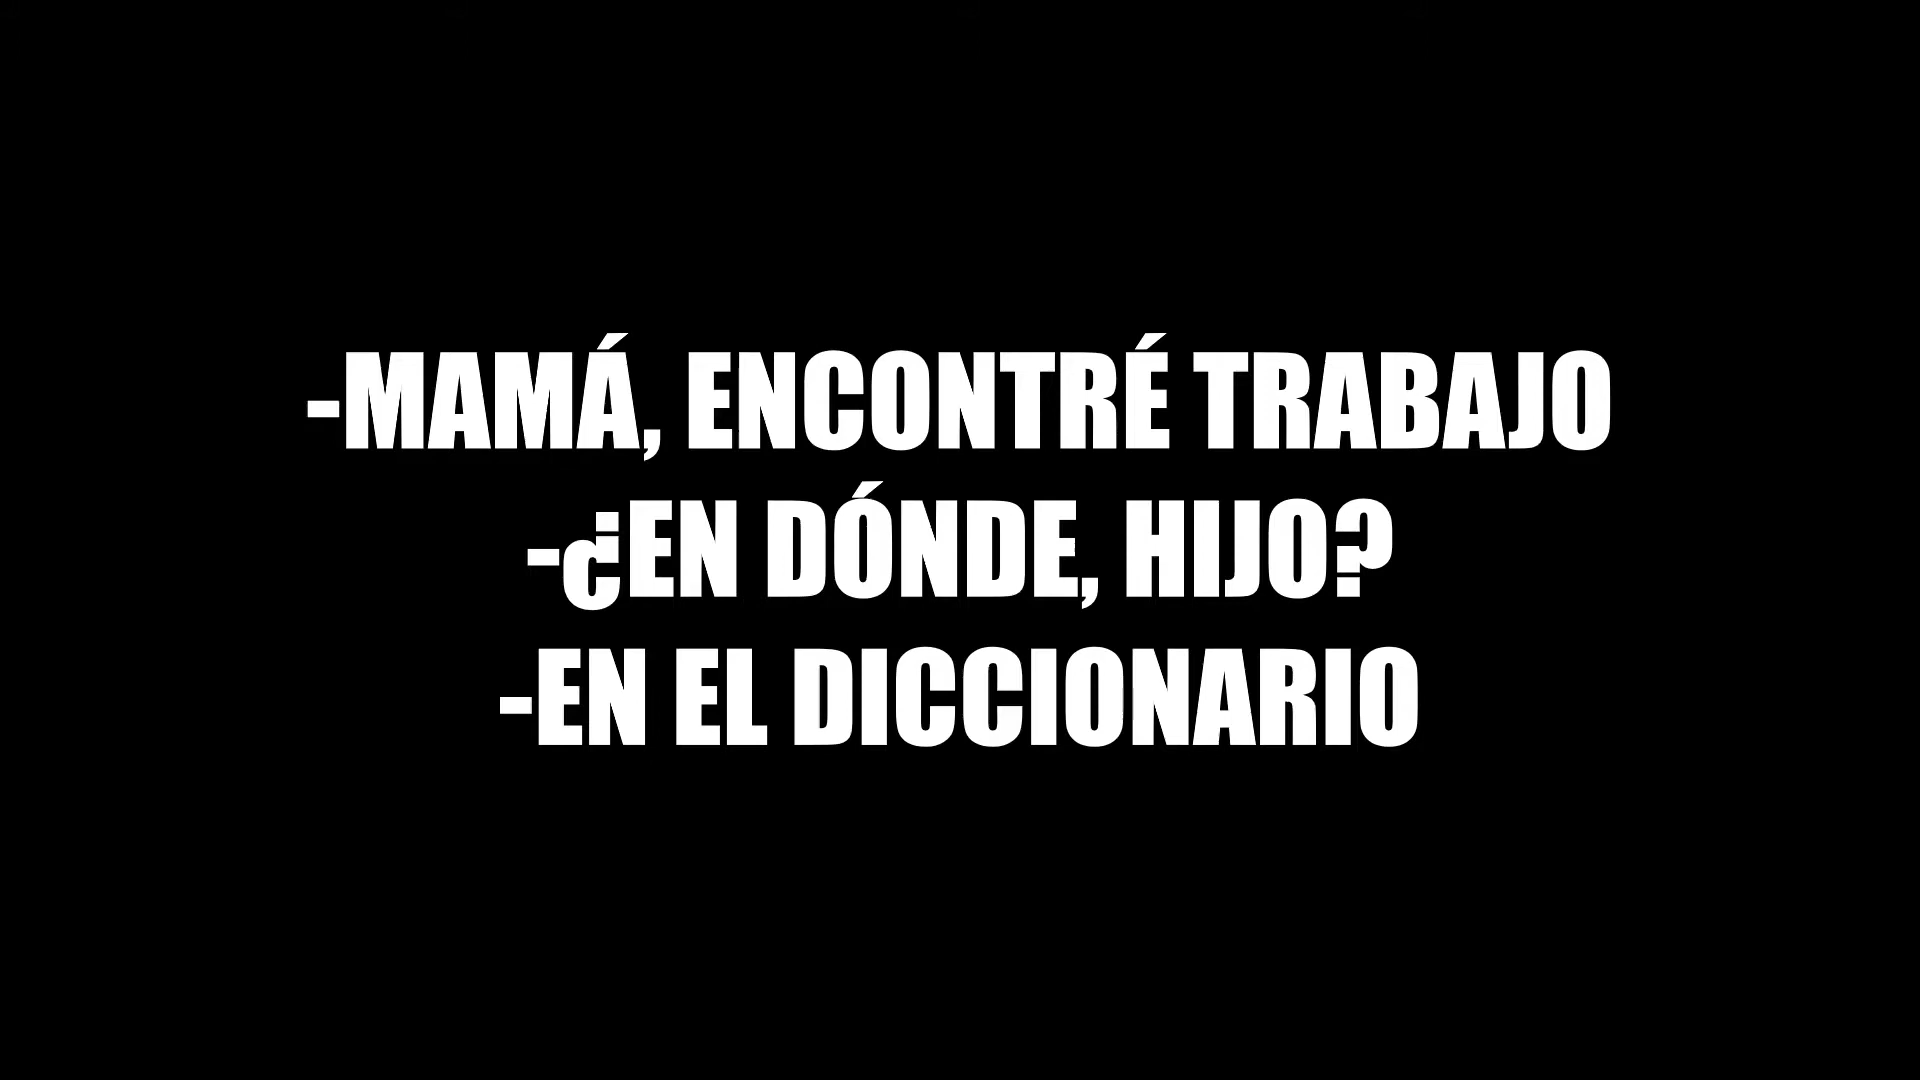 -MAMÁ, ENCONTRÉ TRABAJO
-¿EN DÓNDE, HIJO?
-EN EL DICCIONARIO